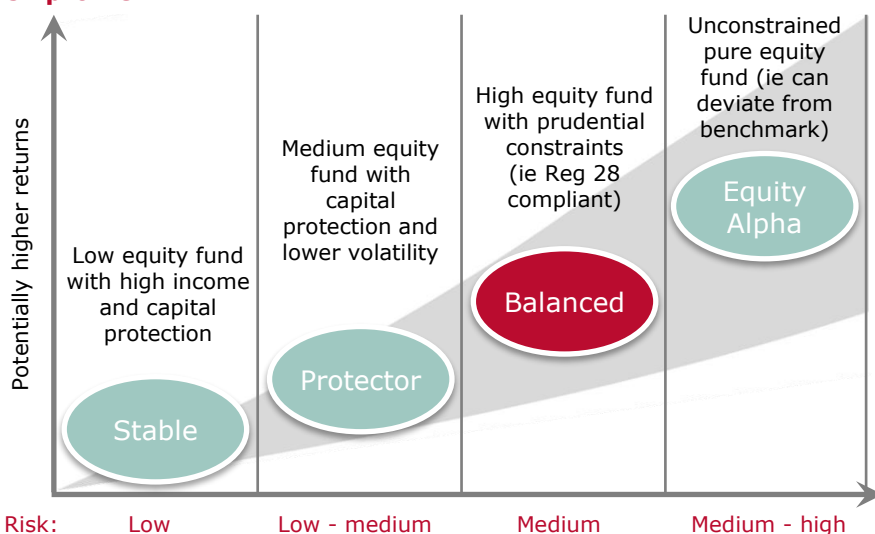 Potentially higher returns
Low equity fund
with high income
and capital
protection
Stable
Medium equity
fund with
capital
protection and
lower volatility
Protector
High equity fund
with prudential
constraints
(ie Reg 28
compliant)
Balanced
Unconstrained
pure equity
fund (ie can
deviate from
benchmark)
Equity
Alpha
Risk: Low Low - medium Medium Medium - high